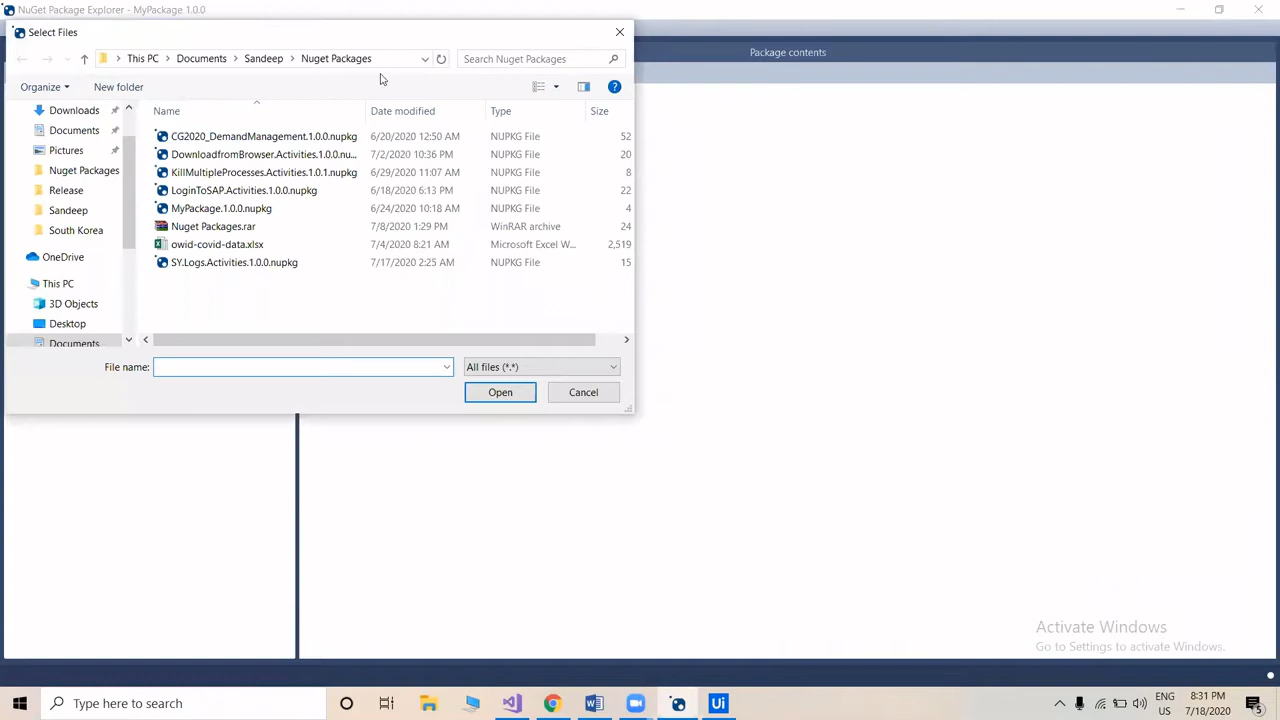 NuGet Package Explorer - MyPackage 1.0.0
Select Files
Package contents
This PC > Documents > Sandeep > Nuget Packages
Search Nuget Packages
Organize
New folder
Name Date modified Type Size
Downloads
Documents
Pictures
Nuget Packages
Release
Sandeep
South Korea
OneDrive
This PC
3D Objects
Desktop
Documents
CG2020_DemandManagement.1.0.0.nupkg 6/20/2020 12:50 AM NUPKG File 52
DownloadfromBrowser.Activities.1.0.0.nu... 7/2/2020 10:36 PM NUPKG File 20
KillMultipleProcesses.Activities.1.0.1.nupkg 6/29/2020 11:07 AM NUPKG File 8
LoginToSAP.Activities.1.0.0.nupkg 6/18/2020 6:13 PM NUPKG File 22
MyPackage.1.0.0.nupkg 6/24/2020 10:18 AM NUPKG File 4
Nuget Packages.rar 7/8/2020 1:29 PM WinRAR archive 24
owid-covid-data.xlsx 7/4/2020 8:21 AM Microsoft Excel W... 2,519
SY.Logs.Activities.1.0.0.nupkg 7/17/2020 2:25 AM NUPKG File 15
File name:
All files (*.*)
Open
Cancel
Activate Windows
Go to Settings to activate Windows.
Type here to search
Ui
ENG
US
8:31 PM
7/18/2020
5